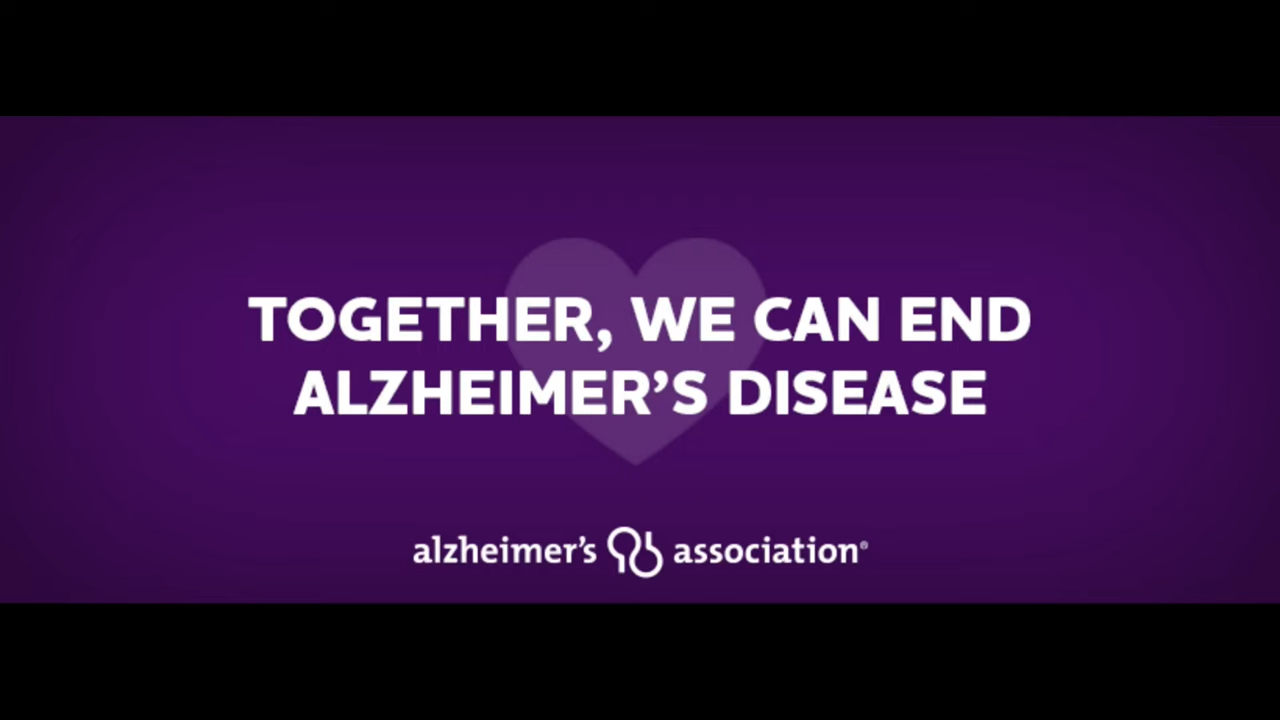 TOGETHER, WE CAN END
ALZHEIMER’S DISEASE
alzheimer’s association®